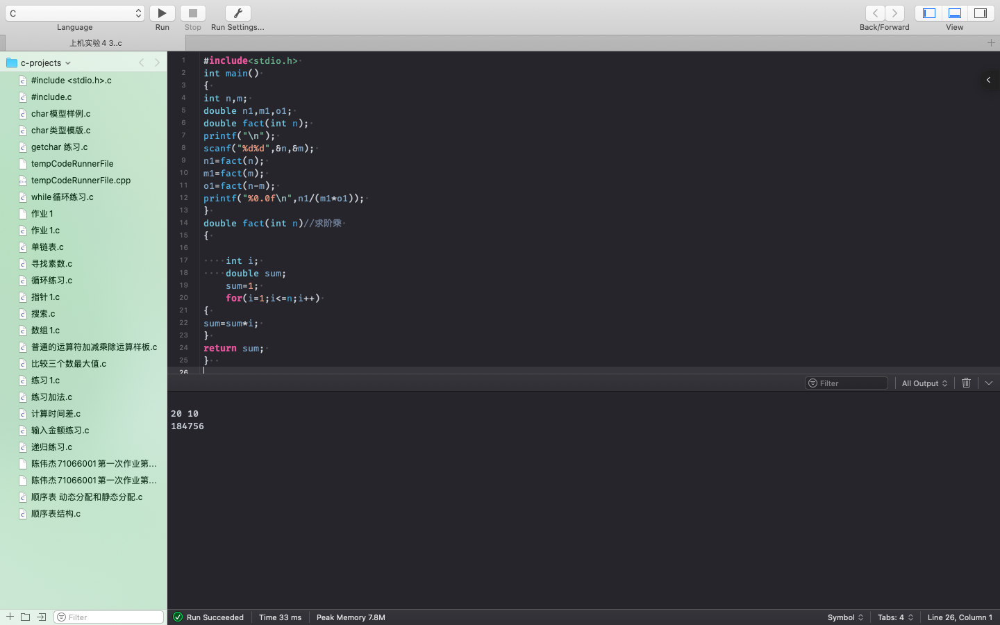 C
Language
Run
Stop
Run Settings...
Back/Forward
View
上机实验4 3..c
c-projects
#include <stdio.h>.c
#include.c
char模型样例.c
char类型模版.c
getchar 练习.c
tempCodeRunnerFile
tempCodeRunnerFile.cpp
while循环练习.c
作业1
作业1.c
单链表.c
寻找素数.c
循环练习.c
指针1.c
搜索.c
数组1.c
普通的运算符加减乘除运算样板.c
比较三个数最大值.c
练习1.c
练习加法.c
计算时间差.c
输入金额练习.c
递归练习.c
陈伟杰71066001第一次作业第...
陈伟杰71066001第一次作业第...
顺序表 动态分配和静态分配.c
顺序表结构.c
Filter
1 #include<stdio.h>
2 int main()
3 {
4 int n,m;
5 double n1,m1,o1;
6 double fact(int n);
7 printf("\n");
8 scanf("%d%d",&n,&m);
9 n1=fact(n);
10 m1=fact(m);
11 o1=fact(n-m);
12 printf("%0.0f\n",n1/(m1*o1));
13 }
14 double fact(int n)//求阶乘
15 {
16
17     int i;
18     double sum;
19     sum=1;
20     for(i=1;i<=n;i++)
21 {
22 sum=sum*i;
23 }
24 return sum;
25 }
26
Filter
All Output
20 10
184756
Run Succeeded
Time 33 ms
Peak Memory 7.8M
Symbol
Tabs: 4
Line 26, Column 1